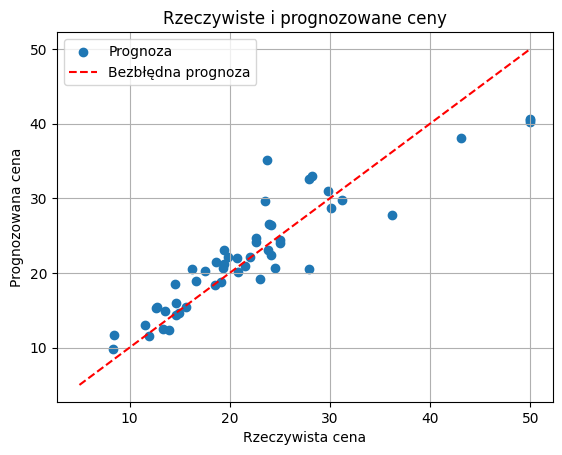 Rzeczywiste i prognozowane ceny
Prognoza
Bezbłędna prognoza
50
40
30
20
10
Prognozowana cena
10 20 30 40 50
Rzeczywista cena